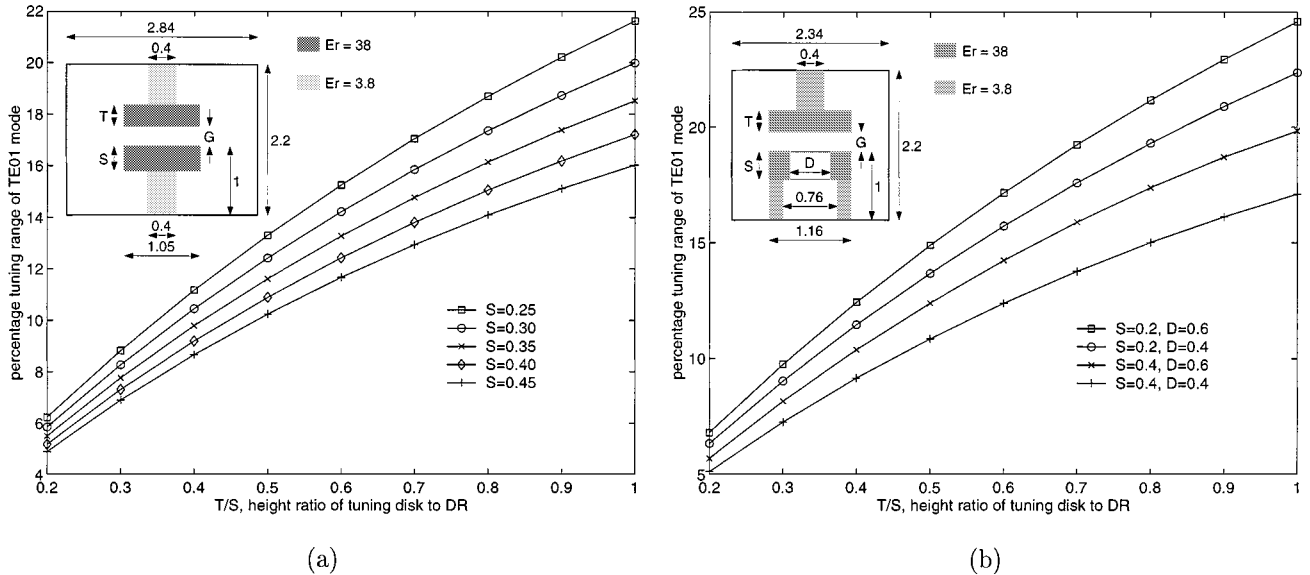 22
20
18
16
14
12
10
8
6
4
percentage tuning range of TE01 mode
2.84
0.4
Er = 38
Er = 3.8
T
G
S
2.2
1
0.4
1.05
S=0.25
S=0.30
S=0.35
S=0.40
S=0.45
0.2 0.3 0.4 0.5 0.6 0.7 0.8 0.9 1
T/S, height ratio of tuning disk to DR
(a)
25
20
15
10
5
percentage tuning range of TE01 mode
2.34
0.4
Er = 38
Er = 3.8
T
G
S
D
2.2
1
0.76
1.16
S=0.2, D=0.6
S=0.2, D=0.4
S=0.4, D=0.6
S=0.4, D=0.4
0.2 0.3 0.4 0.5 0.6 0.7 0.8 0.9 1
T/S, height ratio of tuning disk to DR
(b)